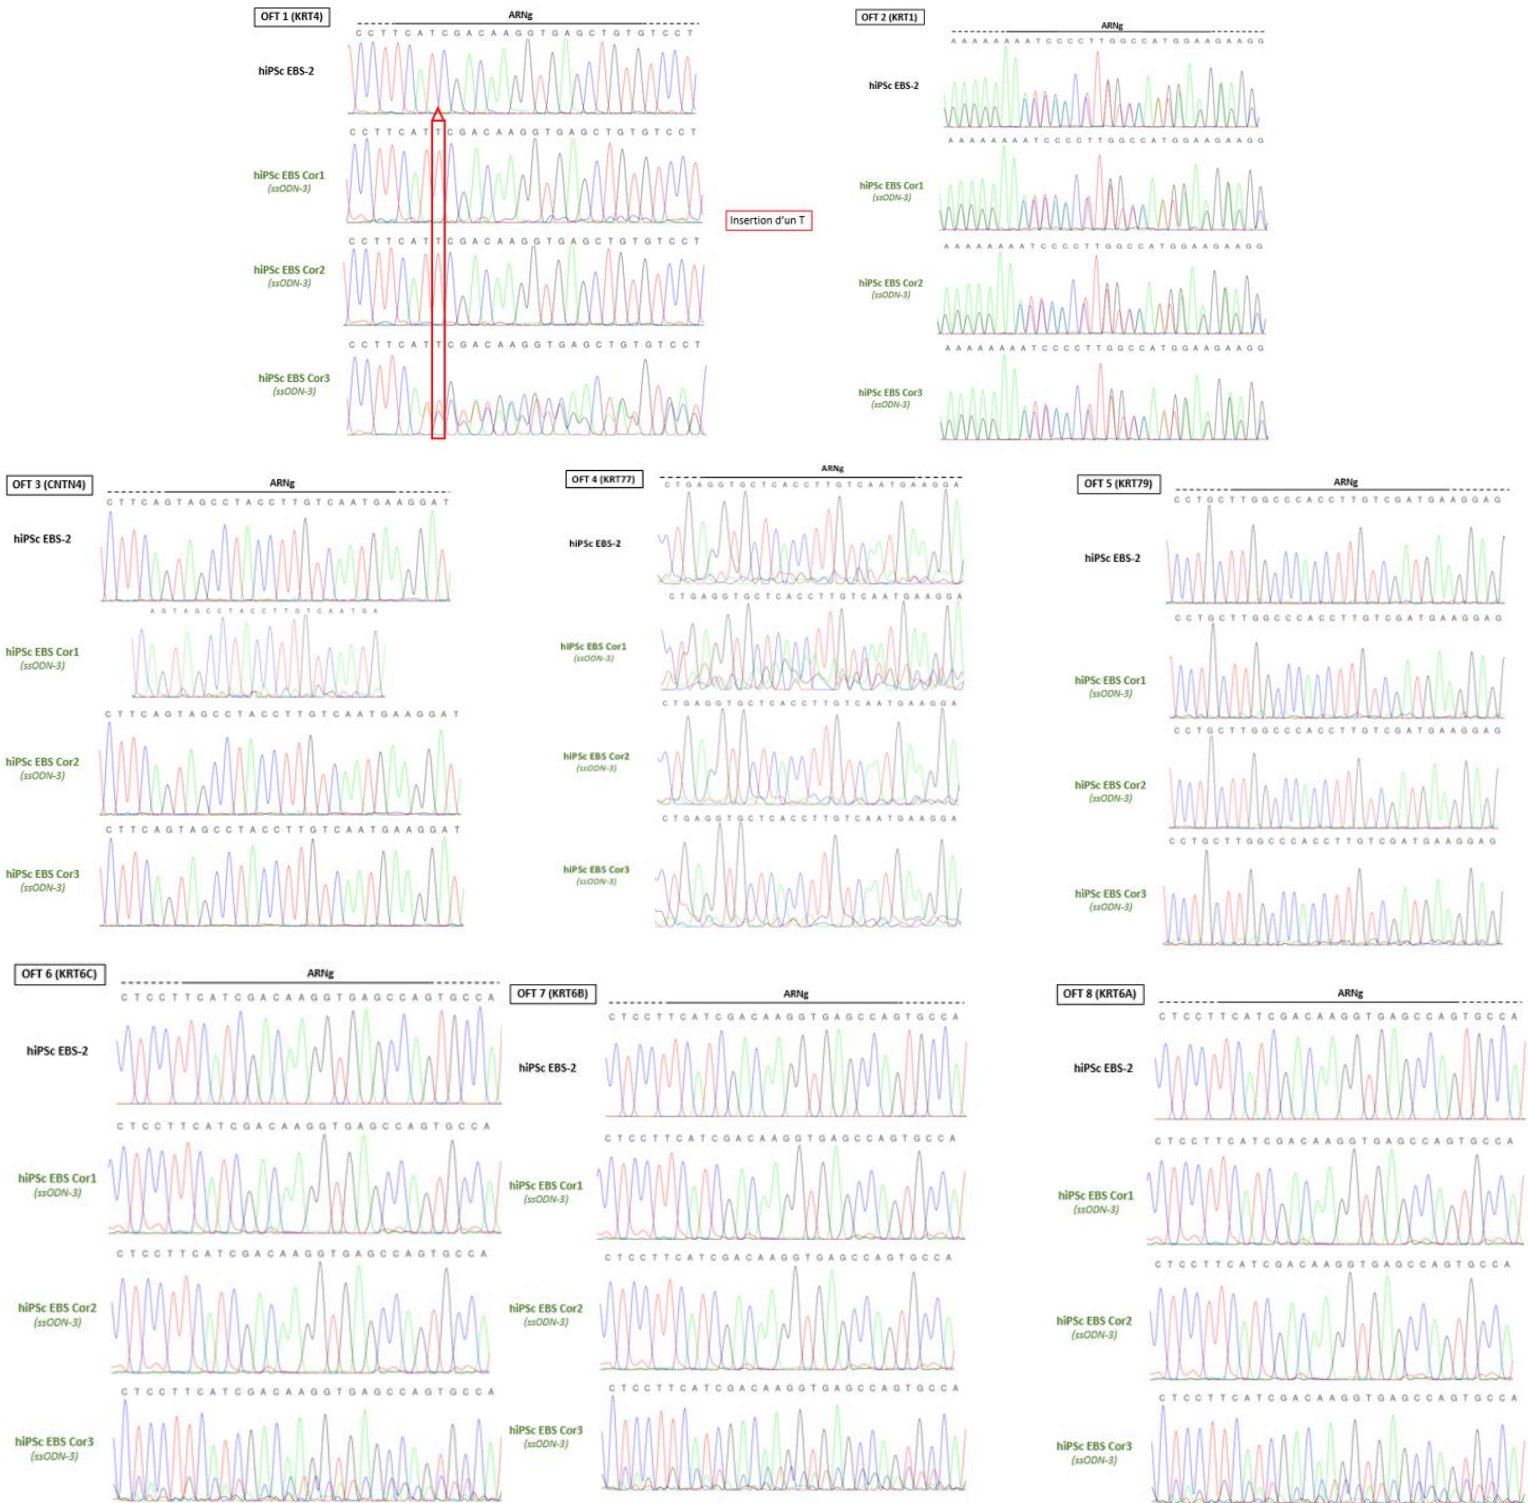 OFT 1 (KRT4)
ARNg
C C T T C A T C G A C A A G G T G A G C T G T G T C C T
hiPSc EBS-2
C C T T C A T T C G A C A A G G T G A G C T G T G T C C T
hiPSc EBS Cor1
(ssODN-3)
C C T T C A T T C G A C A A G G T G A G C T G T G T C C T
hiPSc EBS Cor2
(ssODN-3)
C C T T C A T T C G A C A A G G T G A G C T G T G T C C T
hiPSc EBS Cor3
(ssODN-3)
Insertion d'un T
OFT 2 (KRT1)
ARNg
A A A A A A A A A T C C C C T T G G C C A T G G A A G A A G G
hiPSc EBS-2
A A A A A A A A A T C C C C T T G G C C A T G G A A G A A G G
hiPSc EBS Cor1
(ssODN-3)
A A A A A A A A A T C C C C T T G G C C A T G G A A G A A G G
hiPSc EBS Cor2
(ssODN-3)
A A A A A A A A A T C C C C T T G G C C A T G G A A G A A G G
hiPSc EBS Cor3
(ssODN-3)
OFT 3 (CNTN4)
ARNg
C T T C A G T A G C C T A C C T T G T C A A T G A A G G A T
hiPSc EBS-2
A G T A G C C T A C C T T G T C A A T G A
hiPSc EBS Cor1
(ssODN-3)
C T T C A G T A G C C T A C C T T G T C A A T G A A G G A T
hiPSc EBS Cor2
(ssODN-3)
C T T C A G T A G C C T A C C T T G T C A A T G A A G G A T
hiPSc EBS Cor3
(ssODN-3)
OFT 4 (KRT77)
ARNg
C T G A G G T G C T C A C C T T G T C A A T G A A G G A
hiPSc EBS-2
C T G A G G T G C T C A C C T T G T C A A T G A A G G A
hiPSc EBS Cor1
(ssODN-3)
C T G A G G T G C T C A C C T T G T C A A T G A A G G A
hiPSc EBS Cor2
(ssODN-3)
C T G A G G T G C T C A C C T T G T C A A T G A A G G A
hiPSc EBS Cor3
(ssODN-3)
OFT 5 (KRT79)
ARNg
C C T G C T T G G C C C A C C T T G T C G A T G A A G G A G
hiPSc EBS-2
C C T G C T T G G C C C A C C T T G T C G A T G A A G G A G
hiPSc EBS Cor1
(ssODN-3)
C C T G C T T G G C C C A C C T T G T C G A T G A A G G A G
hiPSc EBS Cor2
(ssODN-3)
C C T G C T T G G C C C A C C T T G T C G A T G A A G G A G
hiPSc EBS Cor3
(ssODN-3)
OFT 6 (KRT6C)
ARNg
C T C C T T C A T C G A C A A G G T G A G C C A G T G C C A
hiPSc EBS-2
C T C C T T C A T C G A C A A G G T G A G C C A G T G C C A
hiPSc EBS Cor1
(ssODN-3)
C T C C T T C A T C G A C A A G G T G A G C C A G T G C C A
hiPSc EBS Cor2
(ssODN-3)
C T C C T T C A T C G A C A A G G T G A G C C A G T G C C A
hiPSc EBS Cor3
(ssODN-3)
OFT 7 (KRT6B)
ARNg
C T C C T T C A T C G A C A A G G T G A G C C A G T G C C A
hiPSc EBS-2
C T C C T T C A T C G A C A A G G T G A G C C A G T G C C A
hiPSc EBS Cor1
(ssODN-3)
C T C C T T C A T C G A C A A G G T G A G C C A G T G C C A
hiPSc EBS Cor2
(ssODN-3)
C T C C T T C A T C G A C A A G G T G A G C C A G T G C C A
hiPSc EBS Cor3
(ssODN-3)
OFT 8 (KRT6A)
ARNg
C T C C T T C A T C G A C A A G G T G A G C C A G T G C C A
hiPSc EBS-2
C T C C T T C A T C G A C A A G G T G A G C C A G T G C C A
hiPSc EBS Cor1
(ssODN-3)
C T C C T T C A T C G A C A A G G T G A G C C A G T G C C A
hiPSc EBS Cor2
(ssODN-3)
C T C C T T C A T C G A C A A G G T G A G C C A G T G C C A
hiPSc EBS Cor3
(ssODN-3)